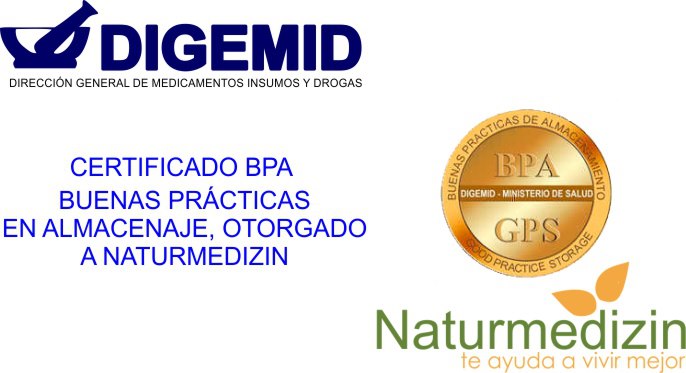 DIGEMID
DIRECCIÓN GENERAL DE MEDICAMENTOS INSUMOS Y DROGAS
CERTIFICADO BPA
BUENAS PRÁCTICAS
EN ALMACENAJE, OTORGADO
A NATURMEDIZIN
BUENAS PRACTICAS DE ALMACENAMIENTO
BPA
DIGEMID - MINISTERIO DE SALUD
GPS
GOOD PRACTICE STORAGE
Naturmedizin
te ayuda a vivir mejor